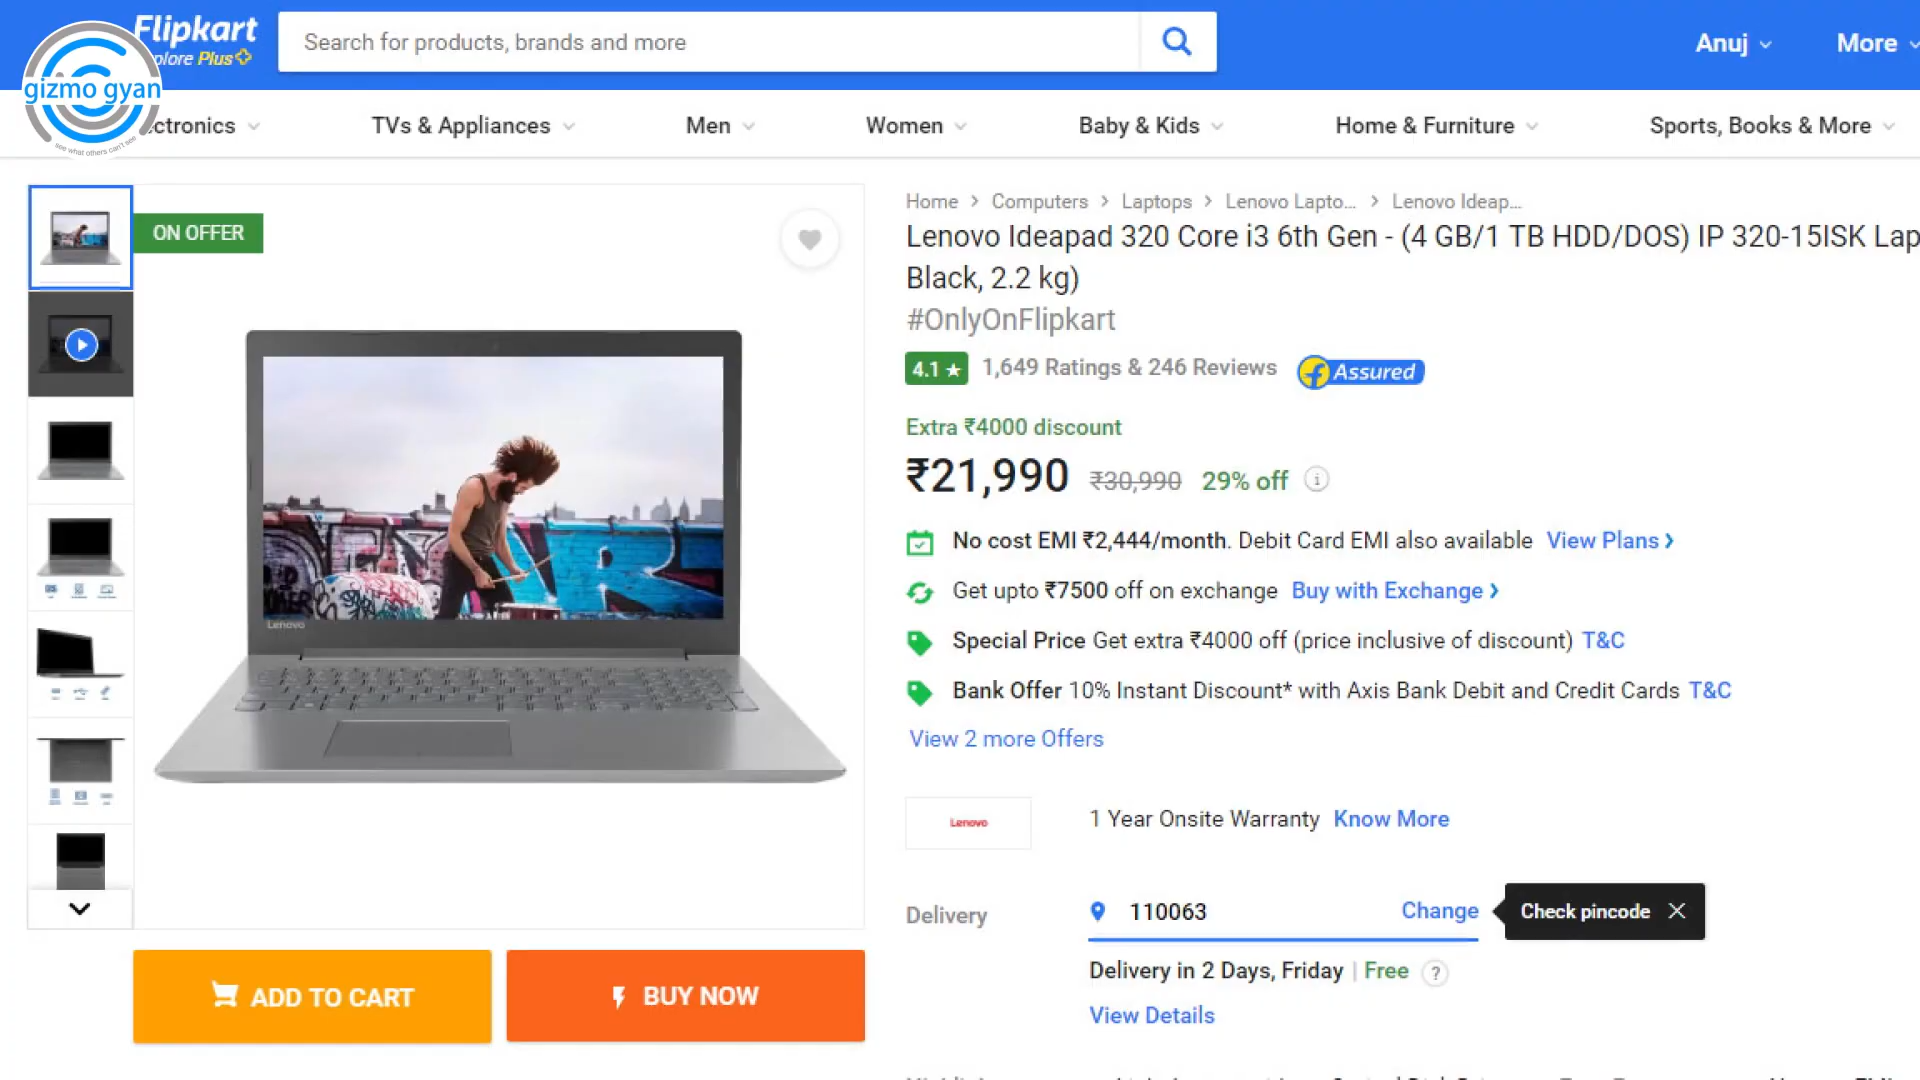 Flipkart
Plus
gizmo gyan
see what others can't see
Search for products, brands and more
Anuj
More
TVs & Appliances
Men
Women
Baby & Kids
Home & Furniture
Sports, Books & More
ON OFFER
Lenovo
Home > Computers > Laptops > Lenovo Lapto... > Lenovo Ideap...
Lenovo Ideapad 320 Core i3 6th Gen - (4 GB/1 TB HDD/DOS) IP 320-15ISK Lap
Black, 2.2 kg)
#OnlyOnFlipkart
4.1 ★ 1,649 Ratings & 246 Reviews f Assured
Extra ₹4000 discount
₹21,990 ₹30,990 29% off
No cost EMI ₹2,444/month. Debit Card EMI also available View Plans >
Get upto ₹7500 off on exchange Buy with Exchange >
Special Price Get extra ₹4000 off (price inclusive of discount) T&C
Bank Offer 10% Instant Discount* with Axis Bank Debit and Credit Cards T&C
View 2 more Offers
Lenovo
1 Year Onsite Warranty Know More
Delivery
110063
Change
Check pincode ×
Delivery in 2 Days, Friday | Free ?
View Details
ADD TO CART
BUY NOW